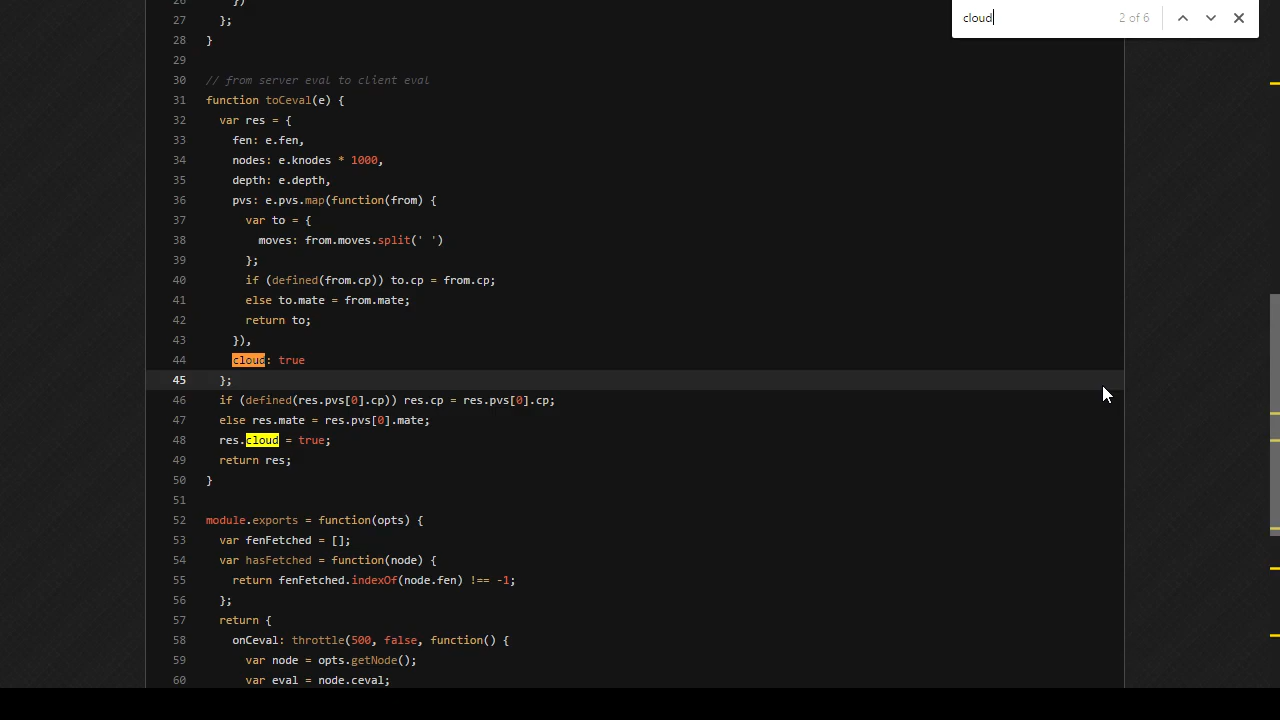 cloud 2 of 6
26 })
27 };
28 }
29
30 // from server eval to client eval
31 function toCeval(e) {
32 var res = {
33 fen: e.fen,
34 nodes: e.knodes * 1000,
35 depth: e.depth,
36 pvs: e.pvs.map(function(from) {
37 var to = {
38 moves: from.moves.split(' ')
39 };
40 if (defined(from.cp)) to.cp = from.cp;
41 else to.mate = from.mate;
42 return to;
43 }),
44 cloud: true
45 };
46 if (defined(res.pvs[0].cp)) res.cp = res.pvs[0].cp;
47 else res.mate = res.pvs[0].mate;
48 res.cloud = true;
49 return res;
50 }
51
52 module.exports = function(opts) {
53 var fenFetched = [];
54 var hasFetched = function(node) {
55 return fenFetched.indexOf(node.fen) !== -1;
56 };
57 return {
58 onCeval: throttle(500, false, function() {
59 var node = opts.getNode();
60 var eval = node.ceval;